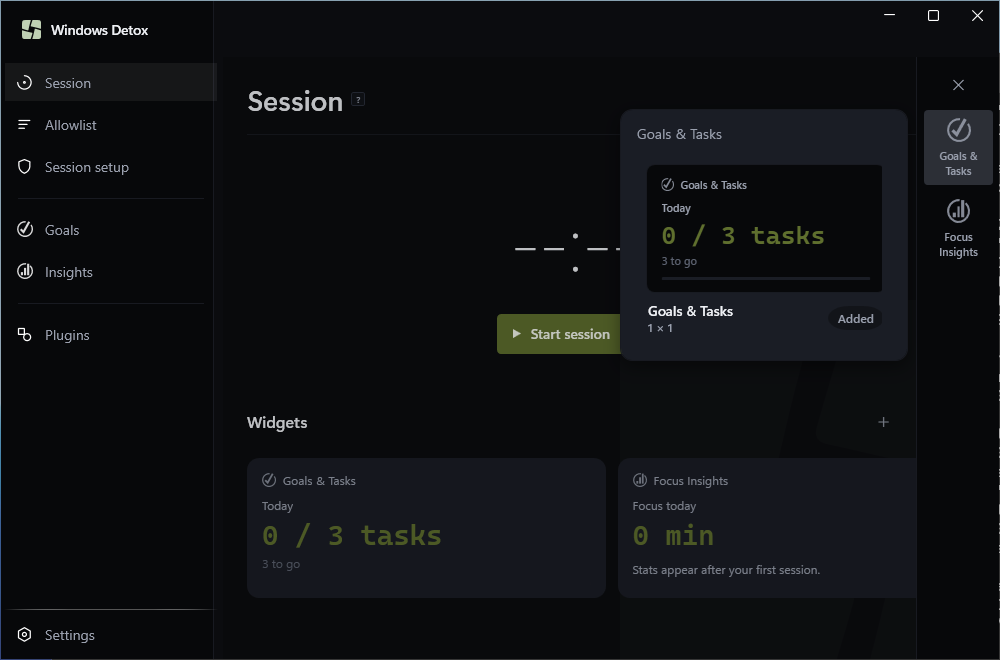 Windows Detox
Session
Allowlist
Session setup
Goals
Insights
Plugins
Settings
Session ?
--:-
Start session
Widgets
+
Goals & Tasks
Today
0 / 3 tasks
3 to go
Focus Insights
Focus today
0 min
Stats appear after your first session.
Goals & Tasks
Goals & Tasks
Today
0 / 3 tasks
3 to go
Goals & Tasks
1 × 1
Added
Goals &
Tasks
Focus
Insights